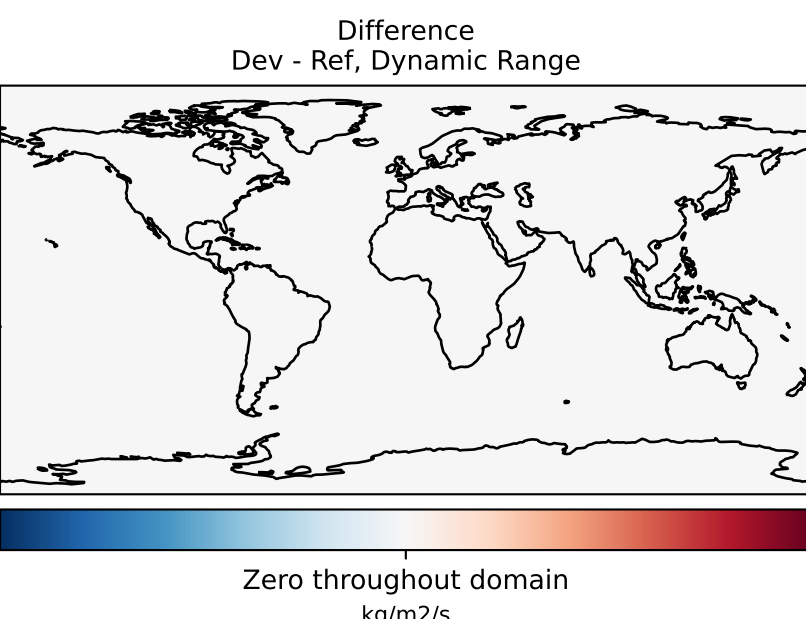 Difference
Dev - Ref, Dynamic Range
Zero throughout domain
kg/m2/s